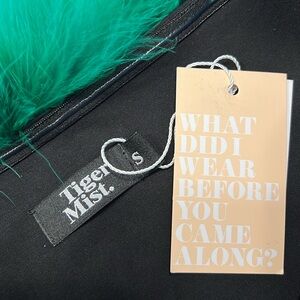 Tiger
Mist.
S
WHAT
DID I
WEAR
BEFORE
YOU
CAME
ALONG?